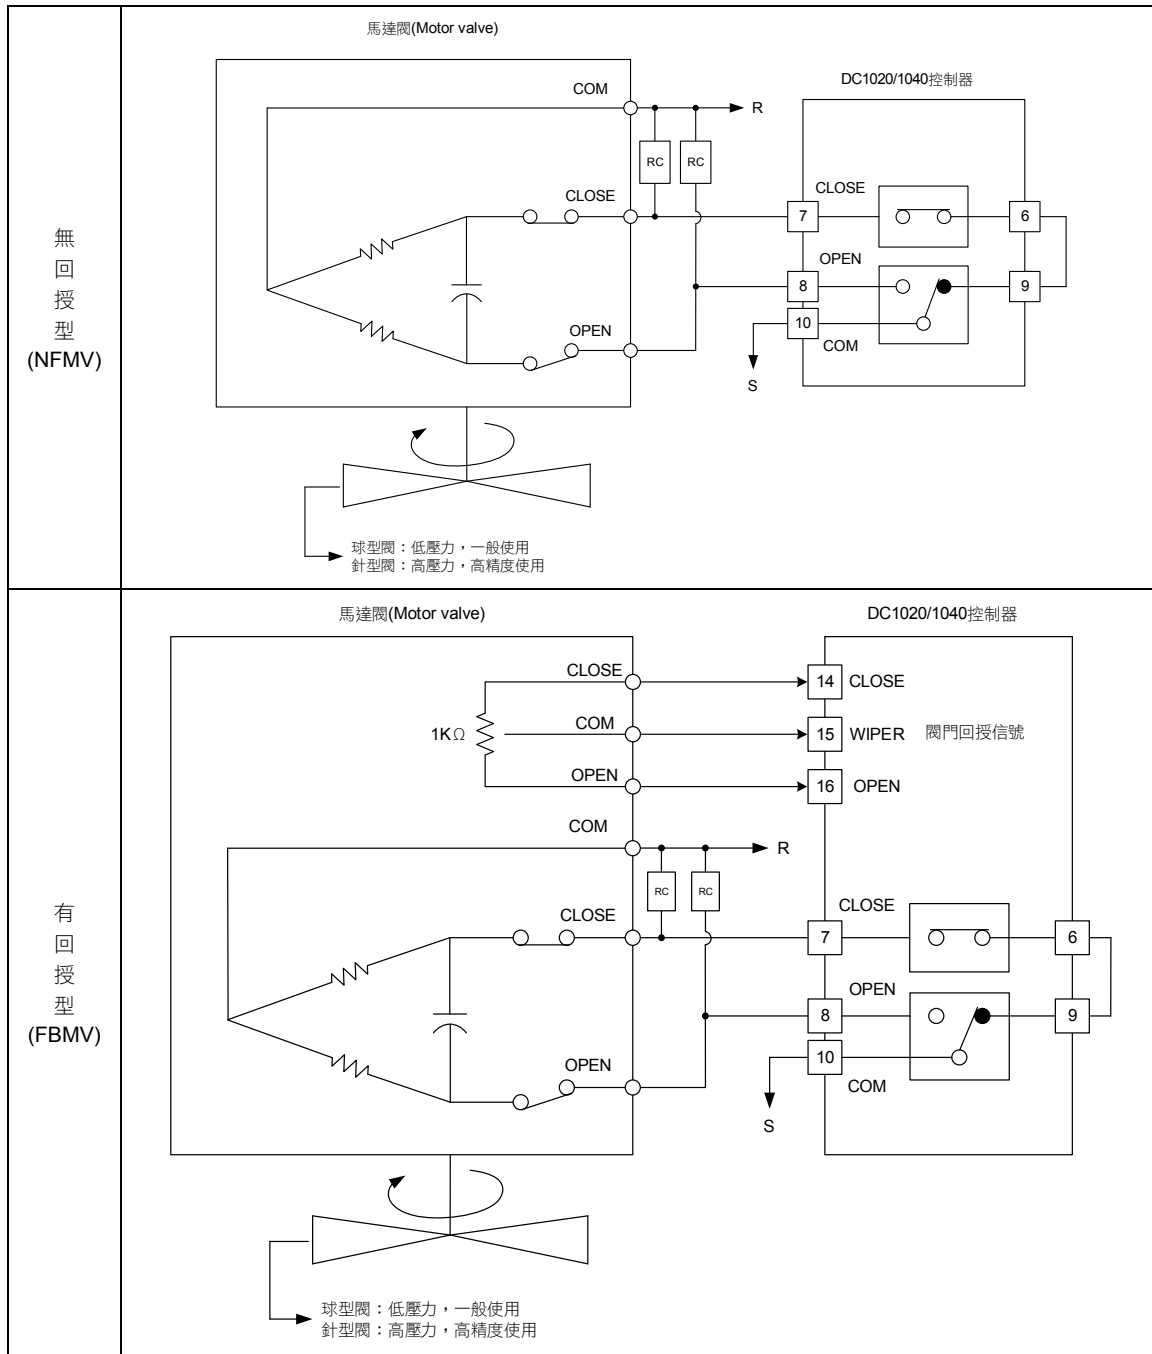 無
回
授
型
(NFMV)
馬達閥(Motor valve)
DC1020/1040控制器
COM
R
RC
RC
CLOSE
CLOSE
7
6
OPEN
8
9
OPEN
10
COM
S
球型閥：低壓力，一般使用
針型閥：高壓力，高精度使用
有
回
授
型
(FBMV)
馬達閥(Motor valve)
DC1020/1040控制器
CLOSE
14 CLOSE
1KΩ
COM
15 WIPER 閥門回授信號
OPEN
16 OPEN
COM
R
RC
RC
CLOSE
CLOSE
7
6
OPEN
8
9
OPEN
10
COM
S
球型閥：低壓力，一般使用
針型閥：高壓力，高精度使用